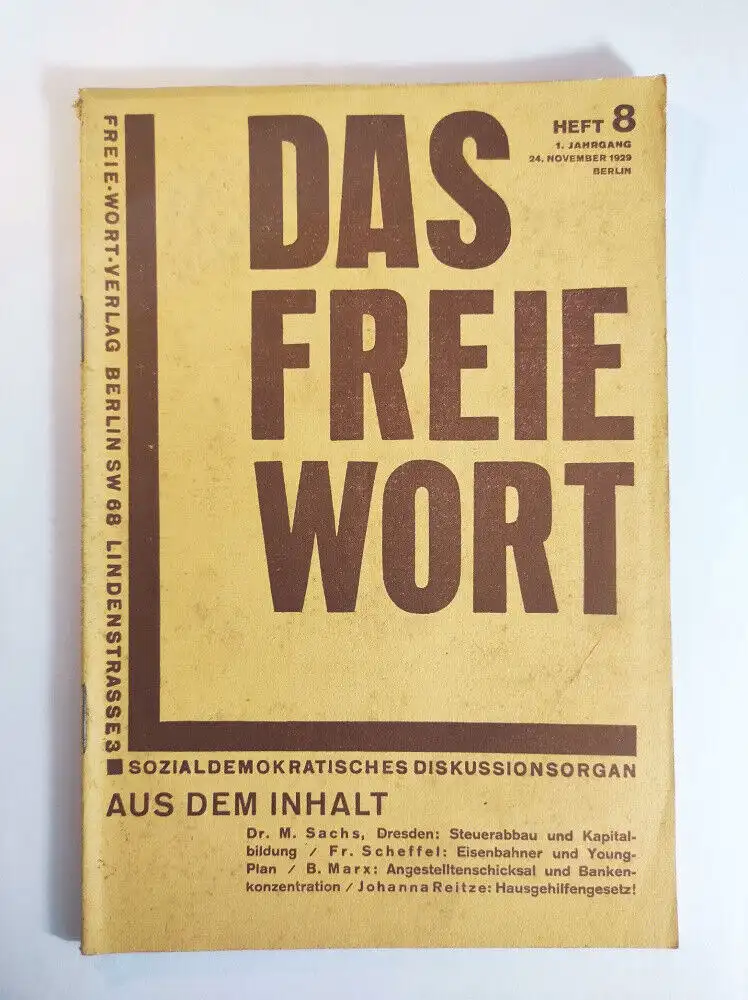 DAS
FREIE
WORT
HEFT 8
1. JAHRGANG
24. NOVEMBER 1929
BERLIN
FREIE-WORT-VERLAG BERLIN SW 68 LINDENSTRASSE 3
SOZIALDEMOKRATISCHES DISKUSSIONSORGAN
AUS DEM INHALT
Dr. M. Sachs, Dresden: Steuerabbau und Kapital-
bildung / Fr. Scheffel: Eisenbahner und Young-
Plan / B. Marx: Angestelltenschicksal und Banken-
konzentration / Johanna Reitze: Hausgehilfengesetz!